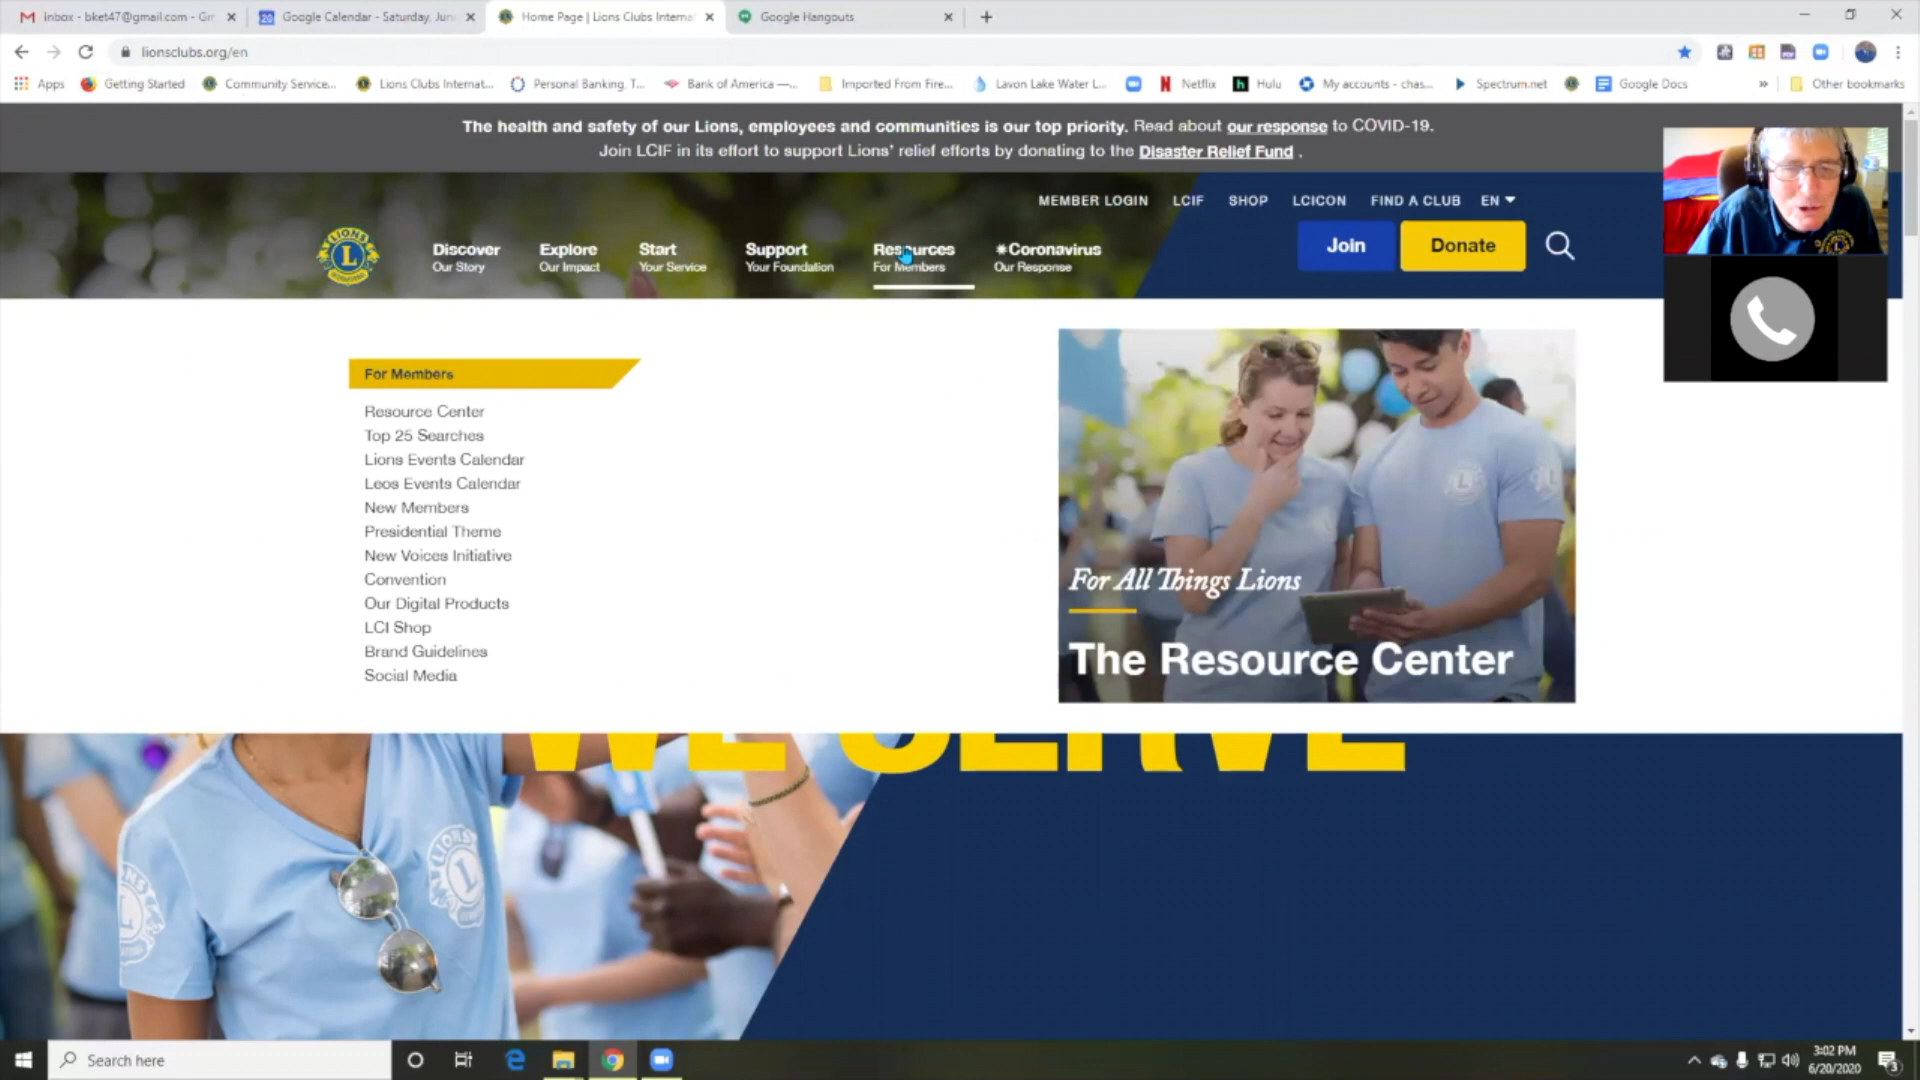 Inbox - bket47@gmail.com - Gm
Google Calendar - Saturday, June
Home Page | Lions Clubs Interna
Google Hangouts
lionsclubs.org/en
Apps
Getting Started
Community Service...
Lions Clubs Internat...
Personal Banking, T...
Bank of America —...
Imported From Fire...
Lavon Lake Water L...
Netflix
Hulu
My accounts - chas...
Spectrum.net
Google Docs
»
Other bookmarks
The health and safety of our Lions, employees and communities is our top priority. Read about our response to COVID-19.
Join LCIF in its effort to support Lions' relief efforts by donating to the Disaster Relief Fund .
MEMBER LOGIN
LCIF
SHOP
LCICON
FIND A CLUB
EN
LIONS
L
Discover
Our Story
Explore
Our Impact
Start
Your Service
Support
Your Foundation
Resources
For Members
Coronavirus
Our Response
Join
Donate
For Members
Resource Center
Top 25 Searches
Lions Events Calendar
Leos Events Calendar
New Members
Presidential Theme
New Voices Initiative
Convention
Our Digital Products
LCI Shop
Brand Guidelines
Social Media
For All Things Lions
The Resource Center
WE SERVE
LIONS
L
Search here
3:02 PM
6/20/2020
3